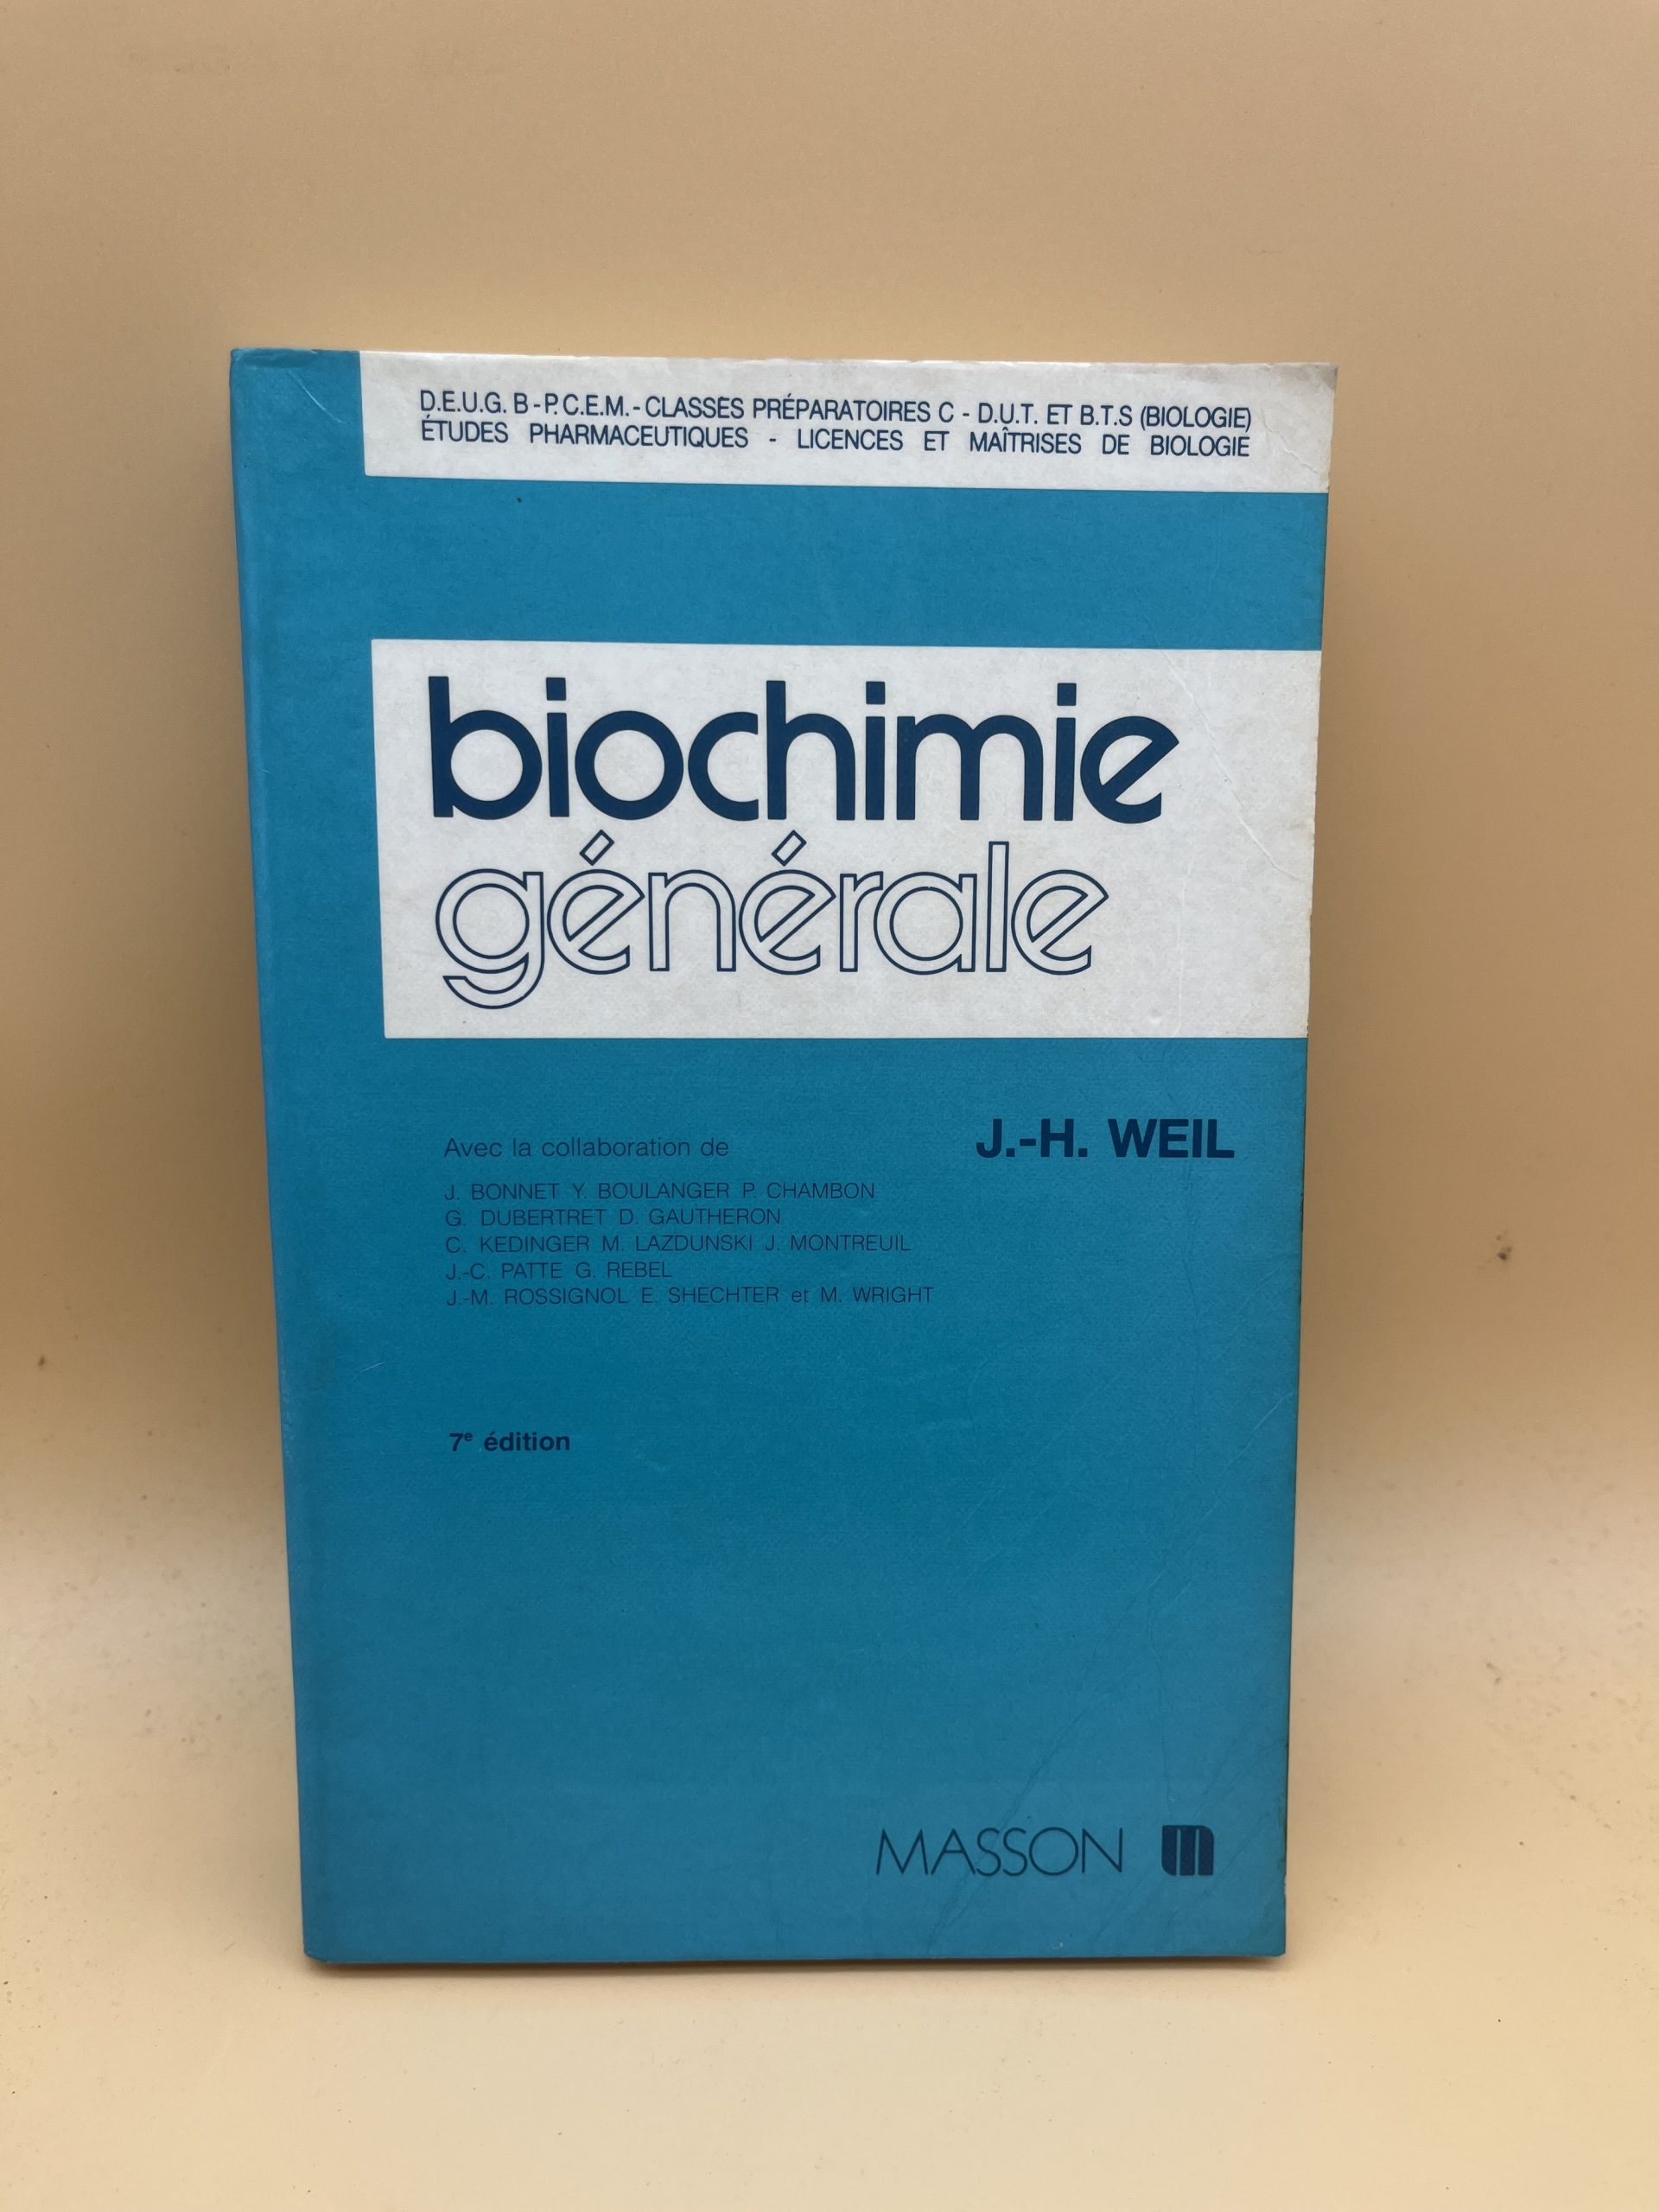 D.E.U.G. B - P.C.E.M. - CLASSES PRÉPARATOIRES C - D.U.T. ET B.T.S (BIOLOGIE)
ÉTUDES PHARMACEUTIQUES - LICENCES ET MAÎTRISES DE BIOLOGIE
biochimie
générale
J.-H. WEIL
Avec la collaboration de
J. BONNET Y. BOULANGER P. CHAMBON
G. DUBERTRET D. GAUTHERON
C. KEDINGER M. LAZDUNSKI J. MONTREUIL
J.-C. PATTE G. REBEL
J.-M. ROSSIGNOL E. SHECHTER et M. WRIGHT
7e édition
MASSON m